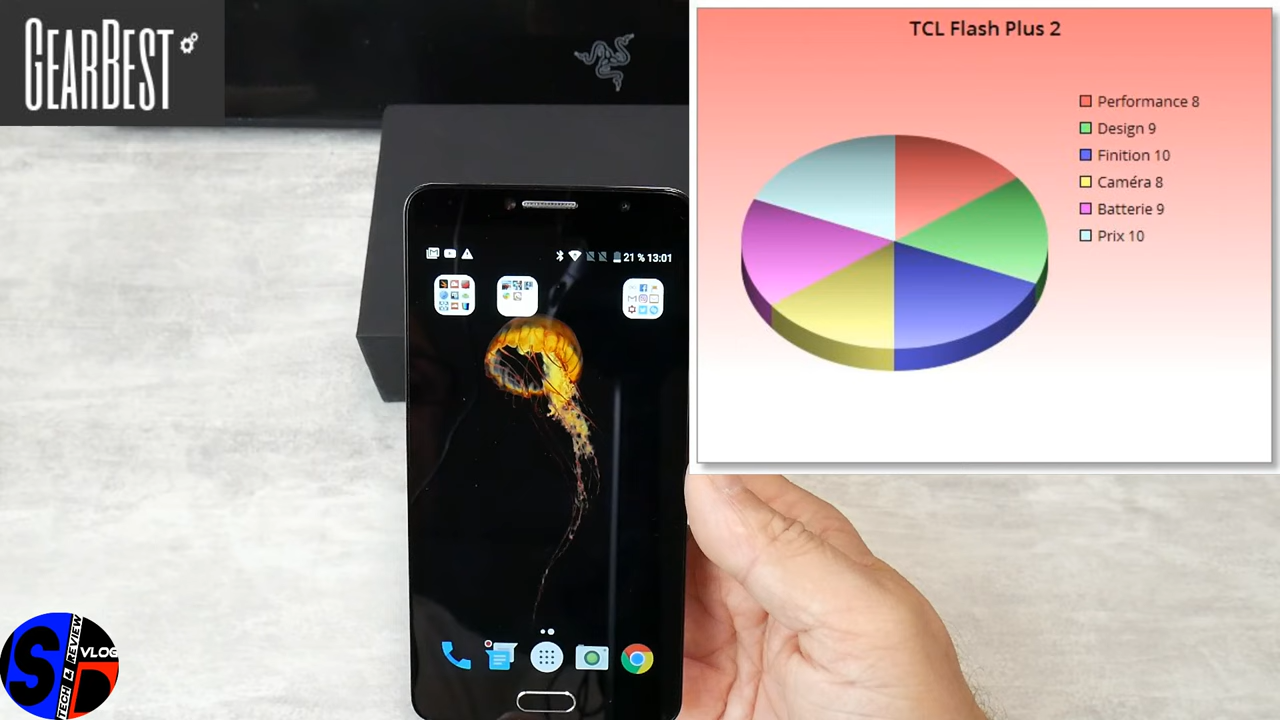 GEARBEST
TCL Flash Plus 2
Performance 8
Design 9
Finition 10
Caméra 8
Batterie 9
Prix 10
21 % 13:01
SD
TECH & REVIEW
VLOG